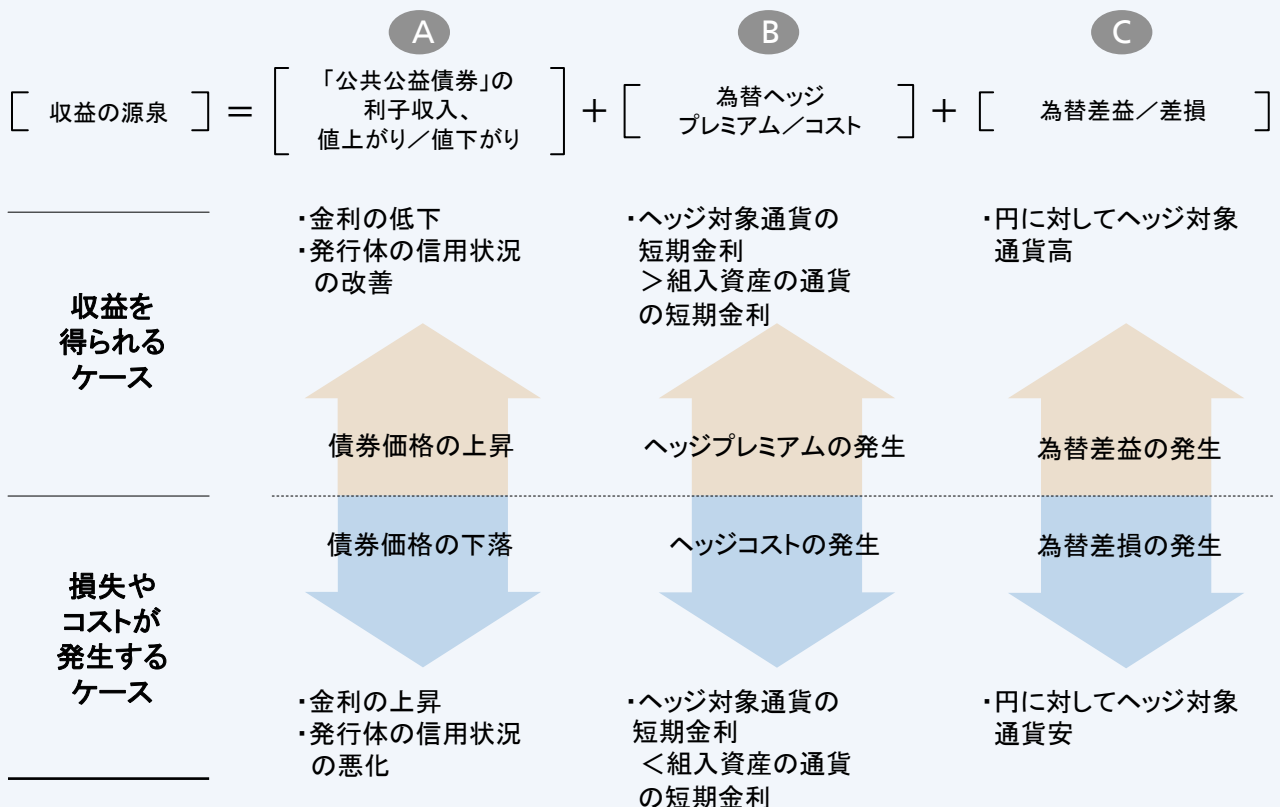 A
B
C
[ 収益の源泉 ] = [ 「公共公益債券」の
利子収入、
値上がり／値下がり ] + [ 為替ヘッジ
プレミアム／コスト ] + [ 為替差益／差損 ]
収益を
得られる
ケース
・金利の低下
・発行体の信用状況
の改善
債券価格の上昇
・ヘッジ対象通貨の
短期金利
＞組入資産の通貨
の短期金利
ヘッジプレミアムの発生
・円に対してヘッジ対象
通貨高
為替差益の発生
損失や
コストが
発生する
ケース
債券価格の下落
・金利の上昇
・発行体の信用状況
の悪化
ヘッジコストの発生
・ヘッジ対象通貨の
短期金利
＜組入資産の通貨
の短期金利
為替差損の発生
・円に対してヘッジ対象
通貨安